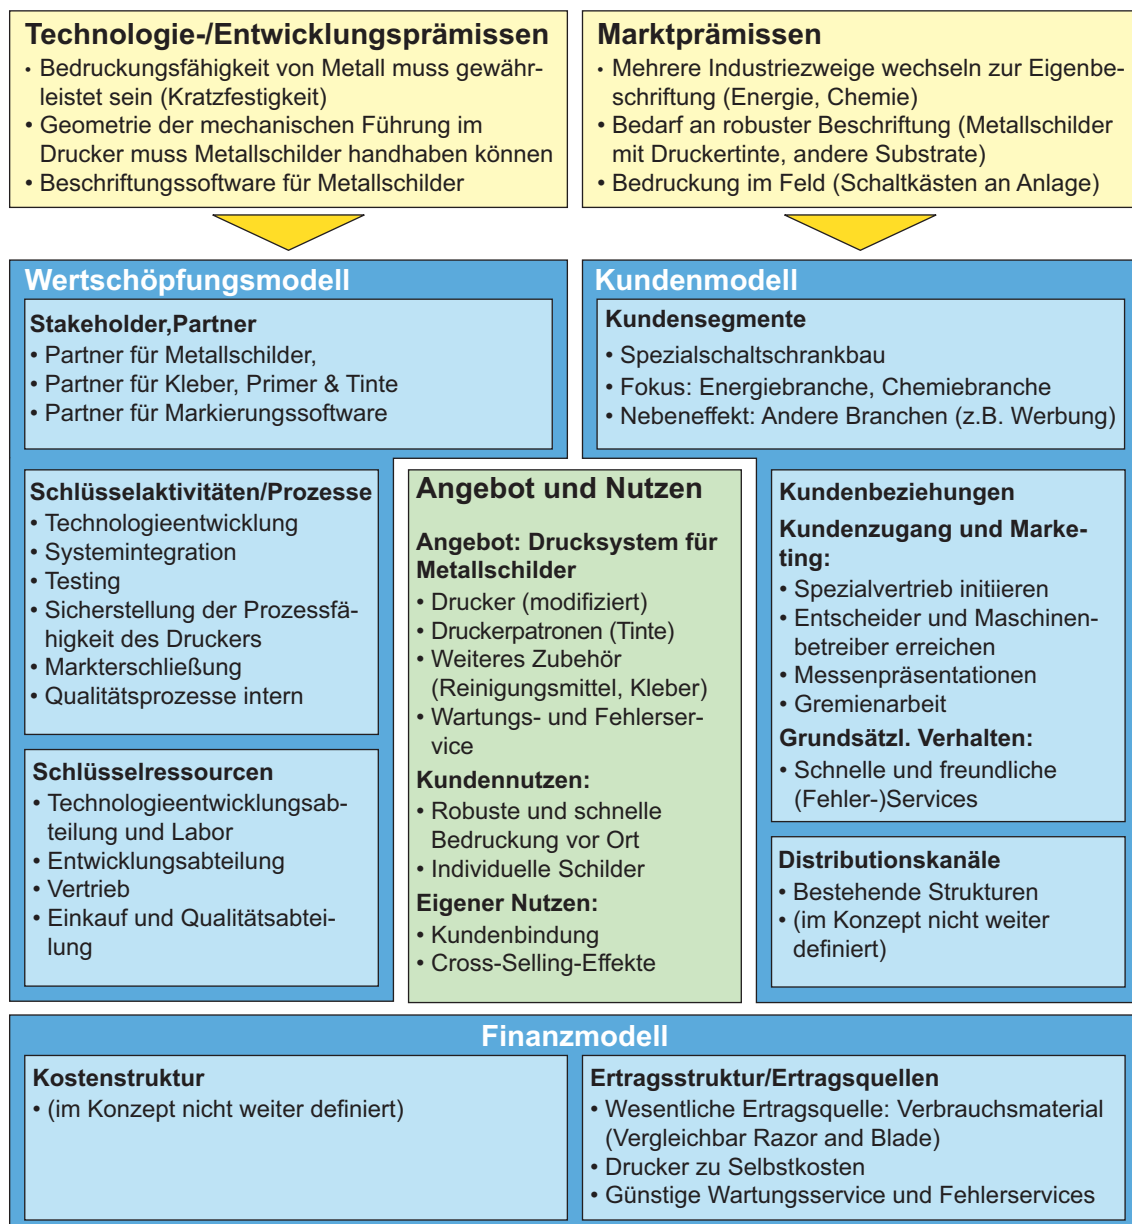 Technologie-/Entwicklungsprämissen
• Bedruckungsfähigkeit von Metall muss gewähr-
leistet sein (Kratzfestigkeit)
• Geometrie der mechanischen Führung im
Drucker muss Metallschilder handhaben können
• Beschriftungssoftware für Metallschilder
Marktprämissen
• Mehrere Industriezweige wechseln zur Eigenbe-
schriftung (Energie, Chemie)
• Bedarf an robuster Beschriftung (Metallschilder
mit Druckertinte, andere Substrate)
• Bedruckung im Feld (Schaltkästen an Anlage)
Wertschöpfungsmodell
Stakeholder,Partner
• Partner für Metallschilder,
• Partner für Kleber, Primer & Tinte
• Partner für Markierungssoftware
Schlüsselaktivitäten/Prozesse
• Technologieentwicklung
• Systemintegration
• Testing
• Sicherstellung der Prozessfä-
higkeit des Druckers
• Markterschließung
• Qualitätsprozesse intern
Schlüsselressourcen
• Technologieentwicklungsab-
teilung und Labor
• Entwicklungsabteilung
• Vertrieb
• Einkauf und Qualitätsabtei-
lung
Angebot und Nutzen
Angebot: Drucksystem für
Metallschilder
• Drucker (modifiziert)
• Druckerpatronen (Tinte)
• Weiteres Zubehör
(Reinigungsmittel, Kleber)
• Wartungs- und Fehlerser-
vice
Kundennutzen:
• Robuste und schnelle
Bedruckung vor Ort
• Individuelle Schilder
Eigener Nutzen:
• Kundenbindung
• Cross-Selling-Effekte
Kundenmodell
Kundensegmente
• Spezialschaltschrankbau
• Fokus: Energiebranche, Chemiebranche
• Nebeneffekt: Andere Branchen (z.B. Werbung)
Kundenbeziehungen
Kundenzugang und Marke-
ting:
• Spezialvertrieb initiieren
• Entscheider und Maschinen-
betreiber erreichen
• Messenpräsentationen
• Gremienarbeit
Grundsätzl. Verhalten:
• Schnelle und freundliche
(Fehler-)Services
Distributionskanäle
• Bestehende Strukturen
• (im Konzept nicht weiter
definiert)
Finanzmodell
Kostenstruktur
• (im Konzept nicht weiter definiert)
Ertragsstruktur/Ertragsquellen
• Wesentliche Ertragsquelle: Verbrauchsmaterial
(Vergleichbar Razor and Blade)
• Drucker zu Selbstkosten
• Günstige Wartungsservice und Fehlerservices